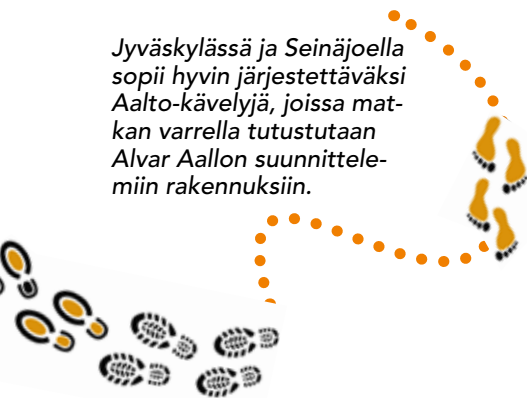 Jyväskylässä ja Seinäjoella
sopii hyvin järjestettäväksi
Aalto-kävelyjä, joissa mat-
kan varrella tutustutaan
Alvar Aallon suunnittele-
miin rakennuksiin.